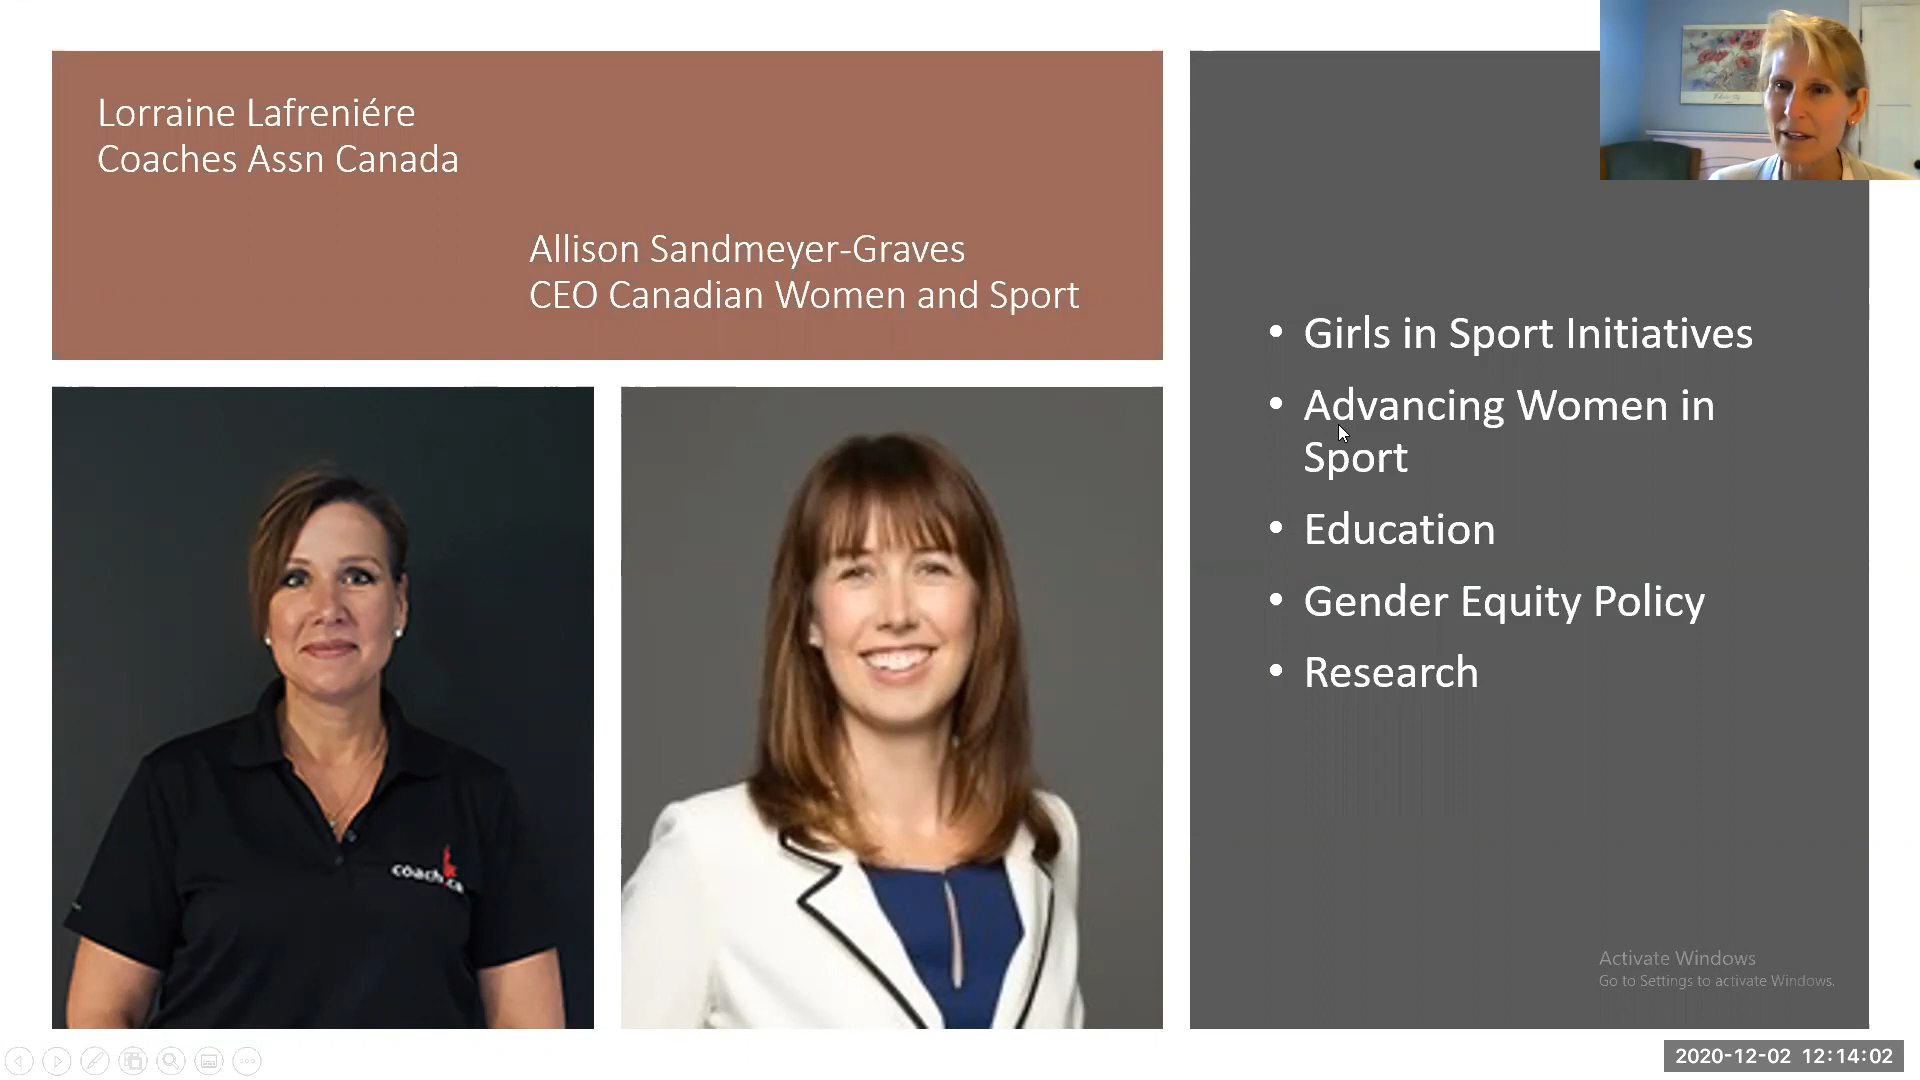 Lorraine Lafreniére
Coaches Assn Canada
Allison Sandmeyer-Graves
CEO Canadian Women and Sport
• Girls in Sport Initiatives
• Advancing Women in
Sport
• Education
• Gender Equity Policy
• Research
coach.ca
Activate Windows
Go to Settings to activate Windows.
2020-12-02 12:14:02